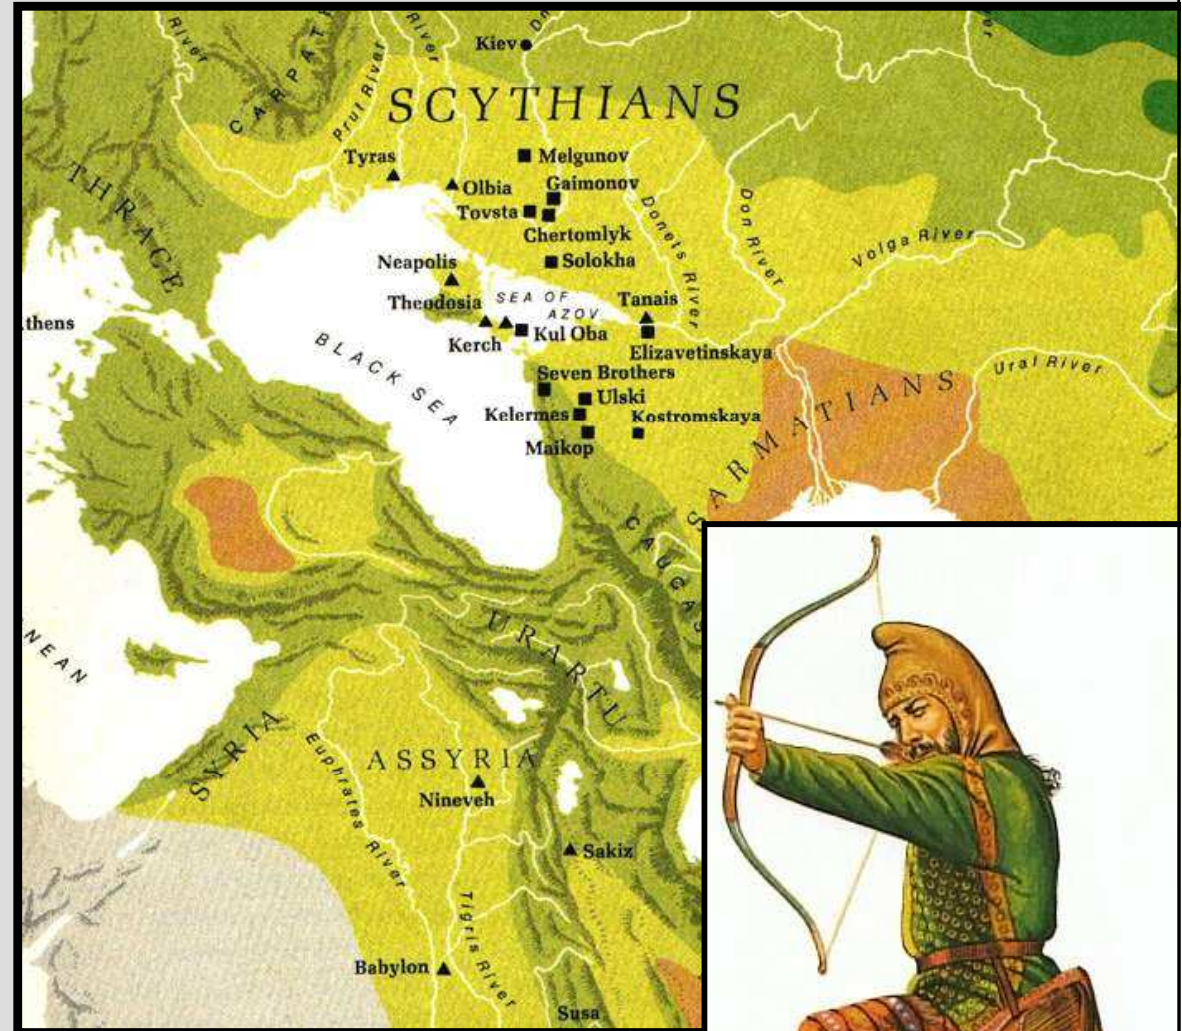 River
River
Kiev
Dn
er
CARPAT
Prut River
SCYTHIANS
Tyras
Melgunov
THRACE
Olbia
Gaimonov
Tovsta
Donets River
Don River
Chertomlyk
Volga River
Neapolis
Solokha
Theodosia
SEA OF
AZOV
Tanais
thens
Kerch
Kul Oba
BLACK SEA
Elizavetinskaya
Ural River
Seven Brothers
Ulski
SARMATIANS
Kelermes
Kostromskaya
Maikop
CAUCAS
NEAN
URARTU
SYRIA
Euphrates River
ASSYRIA
Nineveh
Sakiz
Tigris River
Babylon
Susa